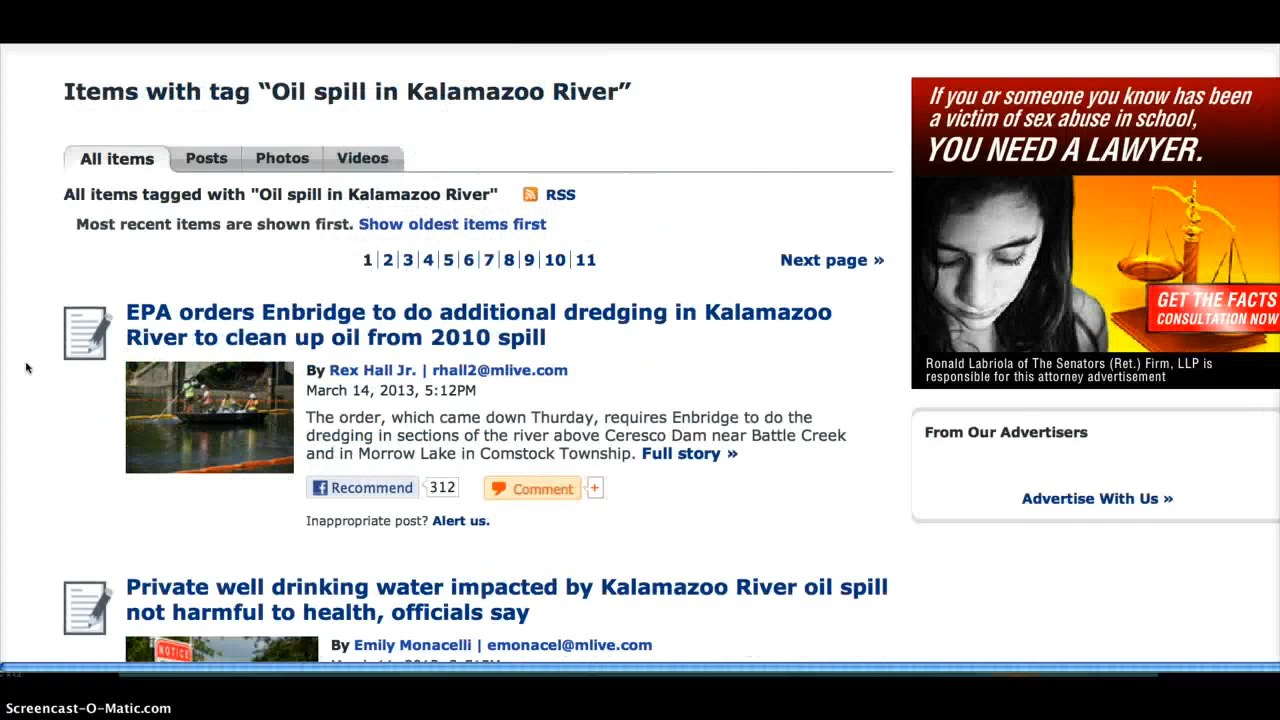 Items with tag “Oil spill in Kalamazoo River”
All items
Posts
Photos
Videos
All items tagged with "Oil spill in Kalamazoo River"
RSS
Most recent items are shown first. Show oldest items first
1 | 2 | 3 | 4 | 5 | 6 | 7 | 8 | 9 | 10 | 11
Next page »
EPA orders Enbridge to do additional dredging in Kalamazoo
River to clean up oil from 2010 spill
By Rex Hall Jr. | rhall2@mlive.com
March 14, 2013, 5:12PM
The order, which came down Thurday, requires Enbridge to do the
dredging in sections of the river above Ceresco Dam near Battle Creek
and in Morrow Lake in Comstock Township. Full story »
Recommend 312
Comment +
Inappropriate post? Alert us.
Private well drinking water impacted by Kalamazoo River oil spill
not harmful to health, officials say
NOTICE
By Emily Monacelli | emonacel@mlive.com
If you or someone you know has been
a victim of sex abuse in school,
YOU NEED A LAWYER.
GET THE FACTS
CONSULTATION NOW
Ronald Labriola of The Senators (Ret.) Firm, LLP is
responsible for this attorney advertisement
From Our Advertisers
Advertise With Us »
Screencast-O-Matic.com